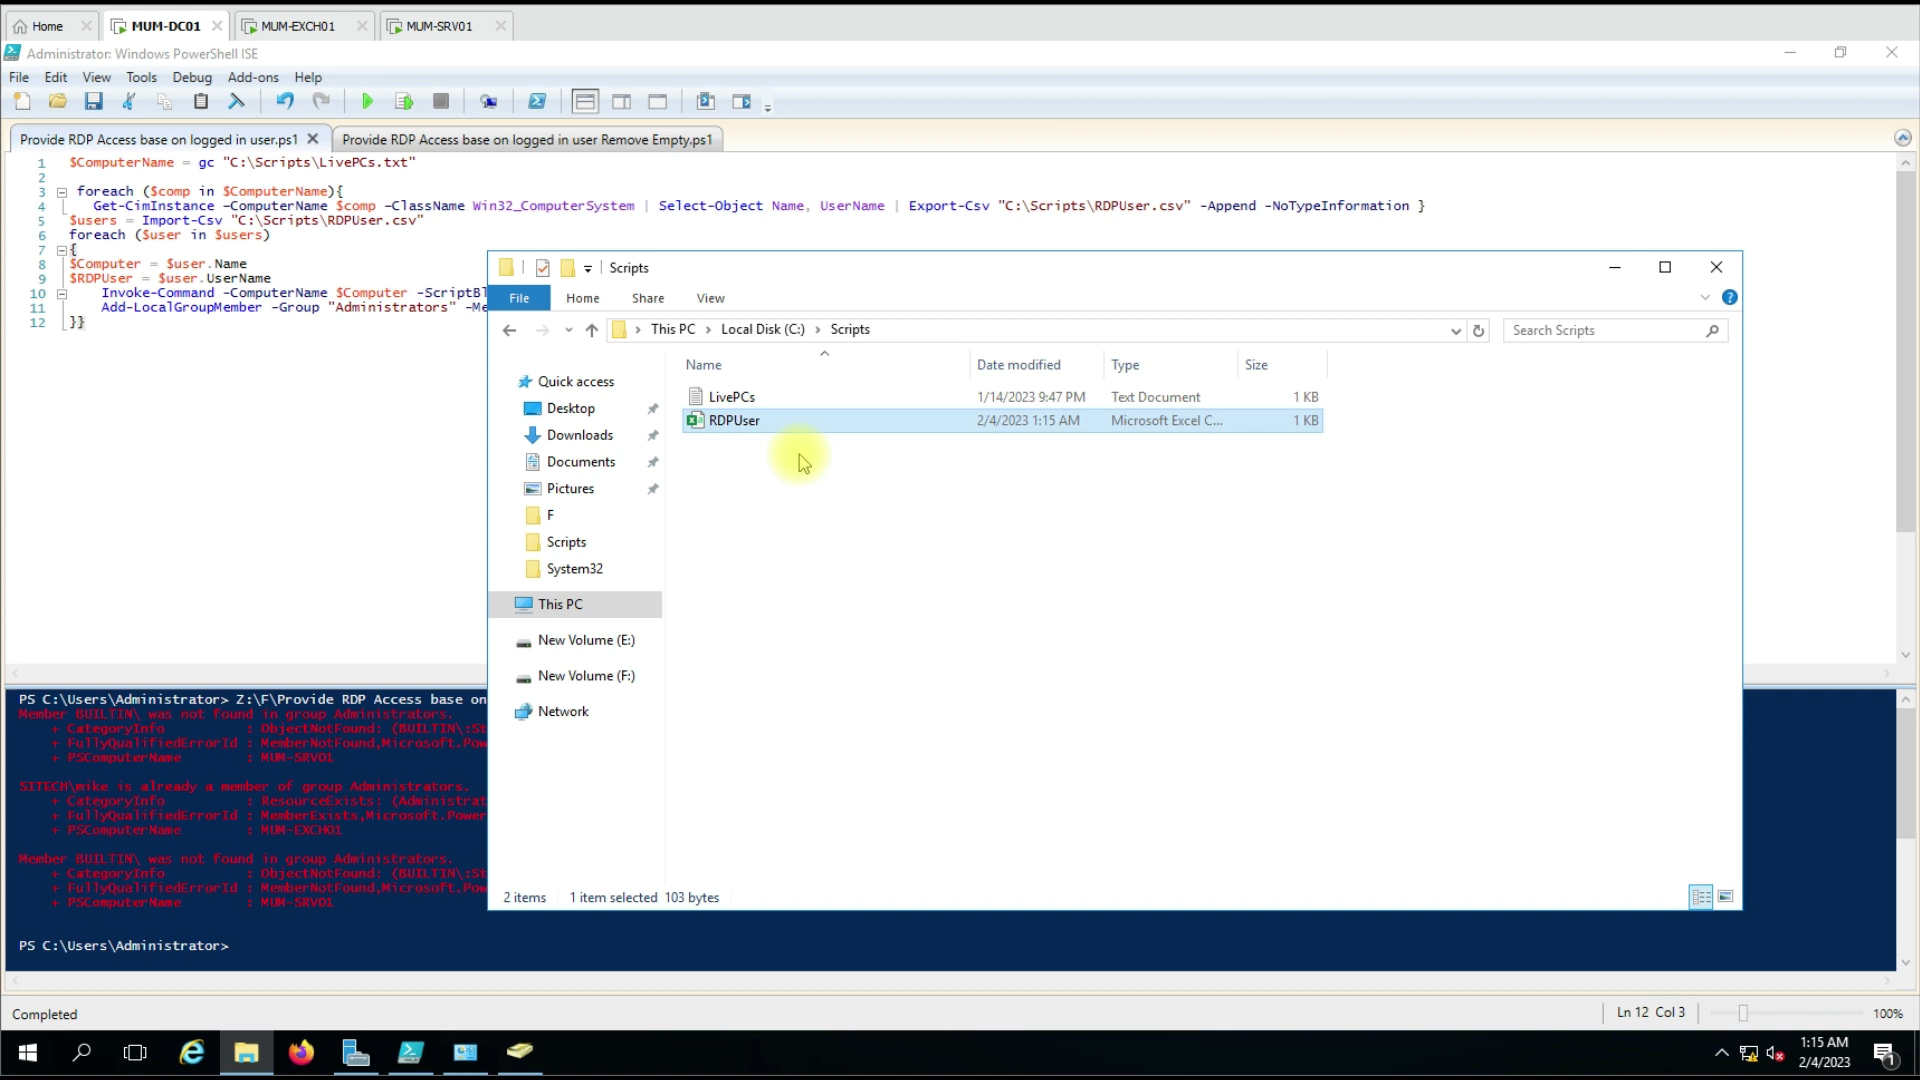 Home
MUM-DC01
MUM-EXCH01
MUM-SRV01
Administrator: Windows PowerShell ISE
File Edit View Tools Debug Add-ons Help
Provide RDP Access base on logged in user.ps1
Provide RDP Access base on logged in user Remove Empty.ps1
1 $ComputerName = gc "C:\Scripts\LivePCs.txt"
2
3 foreach ($comp in $ComputerName){
4 Get-CimInstance -ComputerName $comp -ClassName Win32_ComputerSystem | Select-Object Name, UserName | Export-Csv "C:\Scripts\RDPUser.csv" -Append -NoTypeInformation }
5 $users = Import-Csv "C:\Scripts\RDPUser.csv"
6 foreach ($user in $users)
7 {
8 $Computer = $user.Name
9 $RDPUser = $user.UserName
10 Invoke-Command -ComputerName $Computer -ScriptBl
11 Add-LocalGroupMember -Group "Administrators" -Me
12 }}
Scripts
File Home Share View
This PC > Local Disk (C:) > Scripts
Search Scripts
Name Date modified Type Size
LivePCs 1/14/2023 9:47 PM Text Document 1 KB
RDPUser 2/4/2023 1:15 AM Microsoft Excel C... 1 KB
Quick access
Desktop
Downloads
Documents
Pictures
F
Scripts
System32
This PC
New Volume (E:)
New Volume (F:)
Network
2 items 1 item selected 103 bytes
PS C:\Users\Administrator> Z:\F\Provide RDP Access base on
Member BUILTIN\ was not found in group Administrators.
+ CategoryInfo : ObjectNotFound: (BUILTIN\:St
+ FullyQualifiedErrorId : MemberNotFound,Microsoft.Pow
+ PSComputerName : MUM-SRV01
SITECH\mike is already a member of group Administrators.
+ CategoryInfo : ResourceExists: (Administrat
+ FullyQualifiedErrorId : MemberExists,Microsoft.Power
+ PSComputerName : MUM-EXCH01
Member BUILTIN\ was not found in group Administrators.
+ CategoryInfo : ObjectNotFound: (BUILTIN\:St
+ FullyQualifiedErrorId : MemberNotFound,Microsoft.Pow
+ PSComputerName : MUM-SRV01
PS C:\Users\Administrator>
Completed
Ln 12 Col 3
100%
1:15 AM
2/4/2023
1